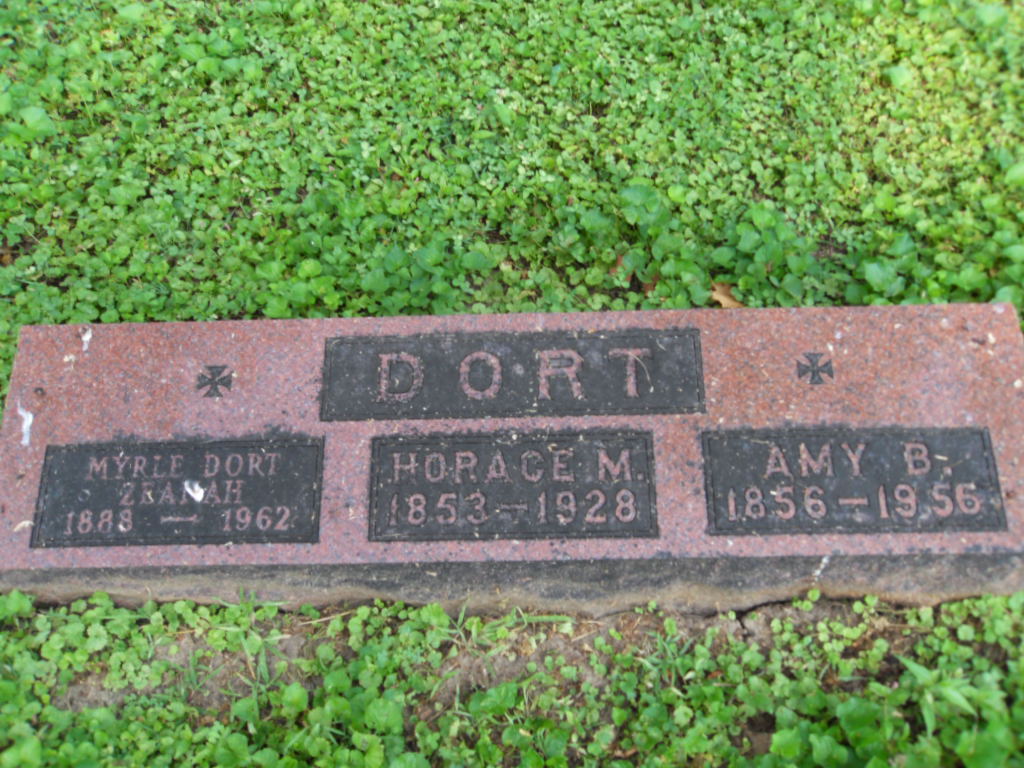 DORT
MYRLE DORT
1888 — 1962
HORACE M.
1853 — 1928
AMY B.
1856 — 1956